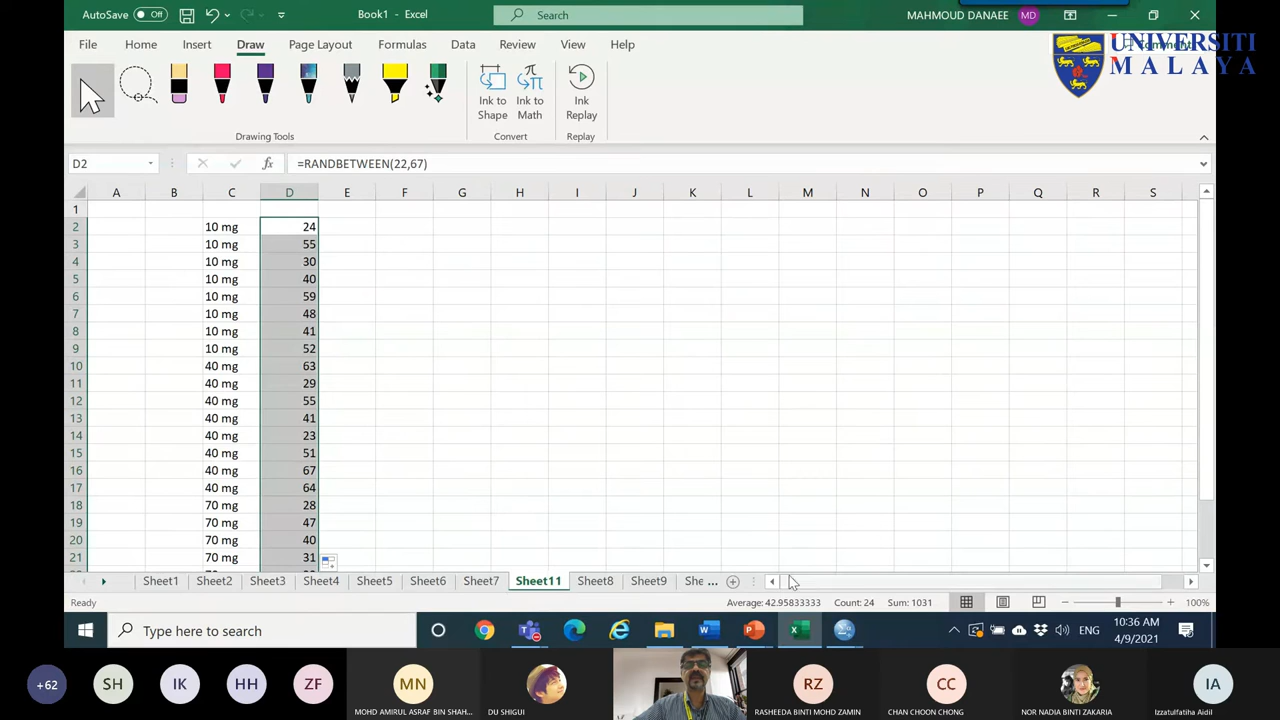 AutoSave Off
Book1 - Excel
Search
MAHMOUD DANAEE MD
UNIVERSITI
MALAYA
File Home Insert Draw Page Layout Formulas Data Review View Help
Ink to Shape
Ink to Math
Ink Replay
Drawing Tools
Convert
Replay
D2 fx =RANDBETWEEN(22,67)
A B C D E F G H I J K L M N O P Q R S
1
2 10 mg 24
3 10 mg 55
4 10 mg 30
5 10 mg 40
6 10 mg 59
7 10 mg 48
8 10 mg 41
9 10 mg 52
10 40 mg 63
11 40 mg 29
12 40 mg 55
13 40 mg 41
14 40 mg 23
15 40 mg 51
16 40 mg 67
17 40 mg 64
18 70 mg 28
19 70 mg 47
20 70 mg 40
21 70 mg 31
Sheet1 Sheet2 Sheet3 Sheet4 Sheet5 Sheet6 Sheet7 Sheet11 Sheet8 Sheet9 She ...
Ready
Average: 42.95833333 Count: 24 Sum: 1031
100%
Type here to search
ENG
10:36 AM
4/9/2021
+62 SH IK HH ZF MN RZ CC IA
MOHD AMIRUL ASRAF BIN SHAH...
DU SHIGUI
RASHEEDA BINTI MOHD ZAMIN
CHAN CHOON CHONG
NOR NADIA BINTI ZAKARIA
Izzatulfatiha Aidil